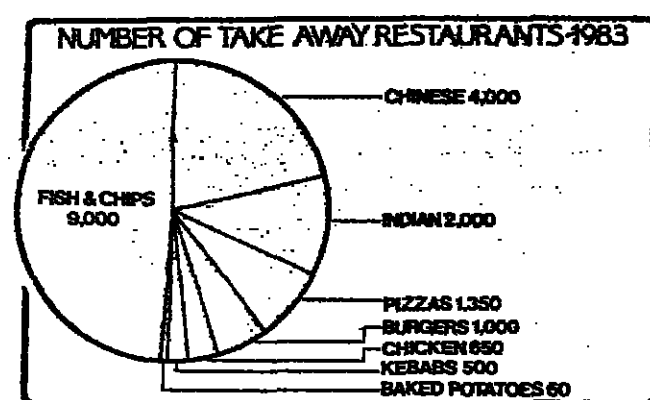 NUMBER OF TAKE AWAY RESTAURANTS-1983
CHINESE 4,000
FISH & CHIPS
9,000
INDIAN 2,000
PIZZAS 1,350
BURGERS 1,000
CHICKEN 650
KEBABS 500
BAKED POTATOES 60